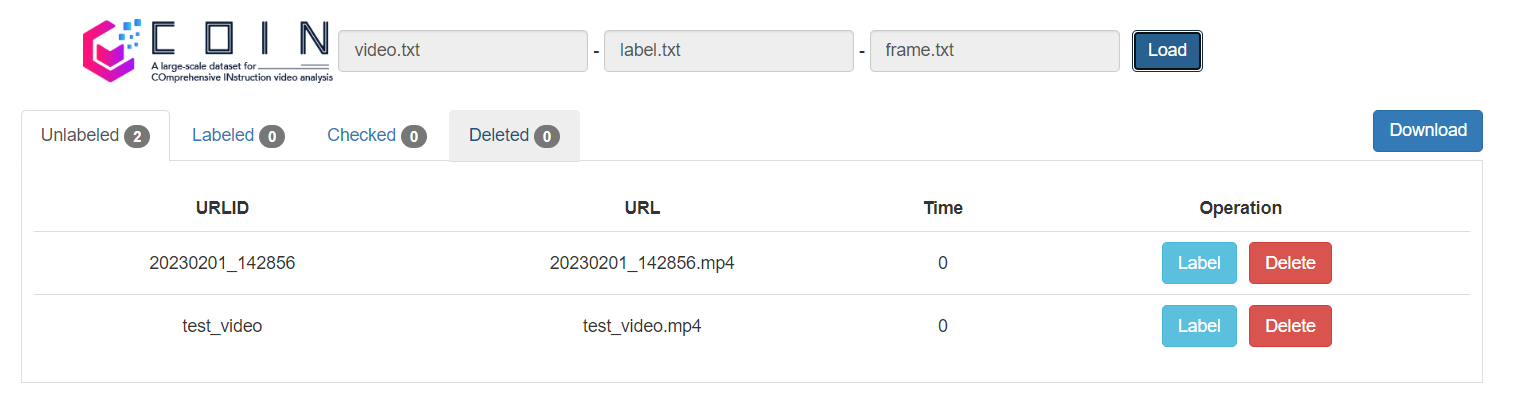 COIN
A large-scale dataset for
COmprehensive INstruction video analysis
video.txt - label.txt - frame.txt Load
Unlabeled 2 Labeled 0 Checked 0 Deleted 0 Download
URLID URL Time Operation
20230201_142856 20230201_142856.mp4 0 Label Delete
test_video test_video.mp4 0 Label Delete